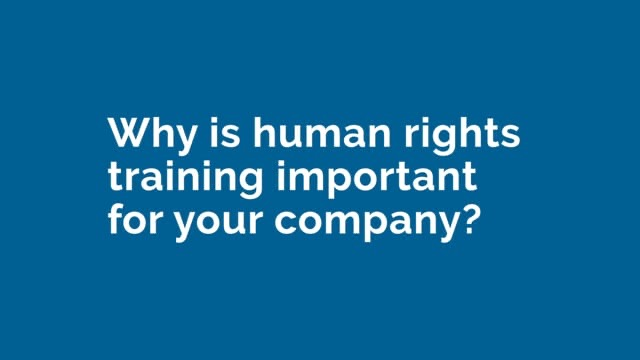 Why is human rights
training important
for your company?